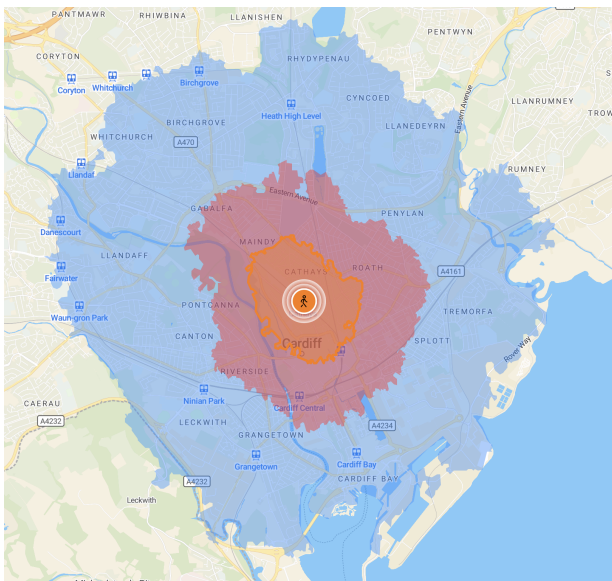 PANTMAWR
RHIWBINA
LLANISHEN
PENTWYN
CORYTON
RHYDYPENAU
Coryton
Whitchurch
Birchgrove
CYNCOED
Eastern Avenue
LLANRUMNEY
Heath High Level
TROW
BIRCHGROVE
LLANEDEYRN
WHITCHURCH
A470
Llandaf
RUMNEY
Eastern Avenue
GABALFA
PENYLAN
Danescourt
MAINDY
LLANDAFF
CATHAYS
ROATH
Fairwater
A4161
PONTCANNA
Waun-gron Park
TREMORFA
CANTON
Cardiff
SPLOTT
Rover Way
RIVERSIDE
Ninian Park
CAERAU
Cardiff Central
A4232
LECKWITH
A4234
GRANGETOWN
Grangetown
Cardiff Bay
A4232
CARDIFF BAY
Leckwith